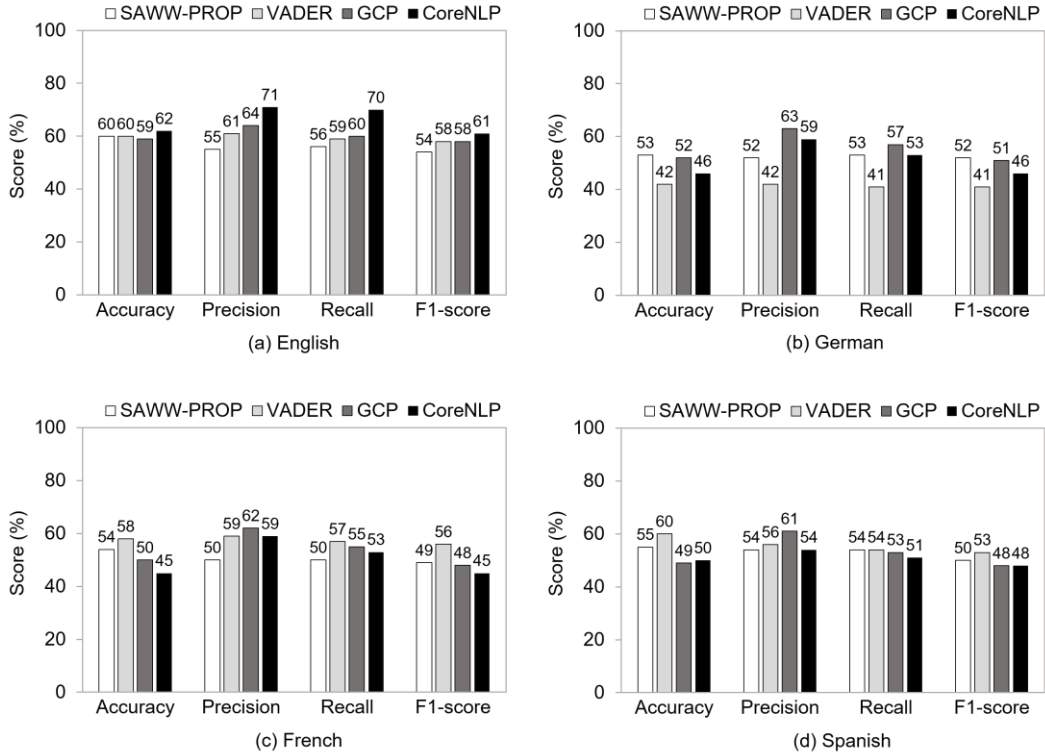 SAWW-PROP VADER GCP CoreNLP
100
80
60
40
20
0
Score (%)
60 60 59 62
55 61 64 71
56 59 60 70
54 58 58 61
Accuracy Precision Recall F1-score
(a) English
SAWW-PROP VADER GCP CoreNLP
100
80
60
40
20
0
Score (%)
53 42 52 46
52 42 63 59
53 41 57 53
52 41 51 46
Accuracy Precision Recall F1-score
(b) German
SAWW-PROP VADER GCP CoreNLP
100
80
60
40
20
0
Score (%)
54 58 50 45
50 59 62 59
50 57 55 53
49 56 48 45
Accuracy Precision Recall F1-score
(c) French
SAWW-PROP VADER GCP CoreNLP
100
80
60
40
20
0
Score (%)
55 60 49 50
54 56 61 54
54 54 53 51
50 53 48 48
Accuracy Precision Recall F1-score
(d) Spanish